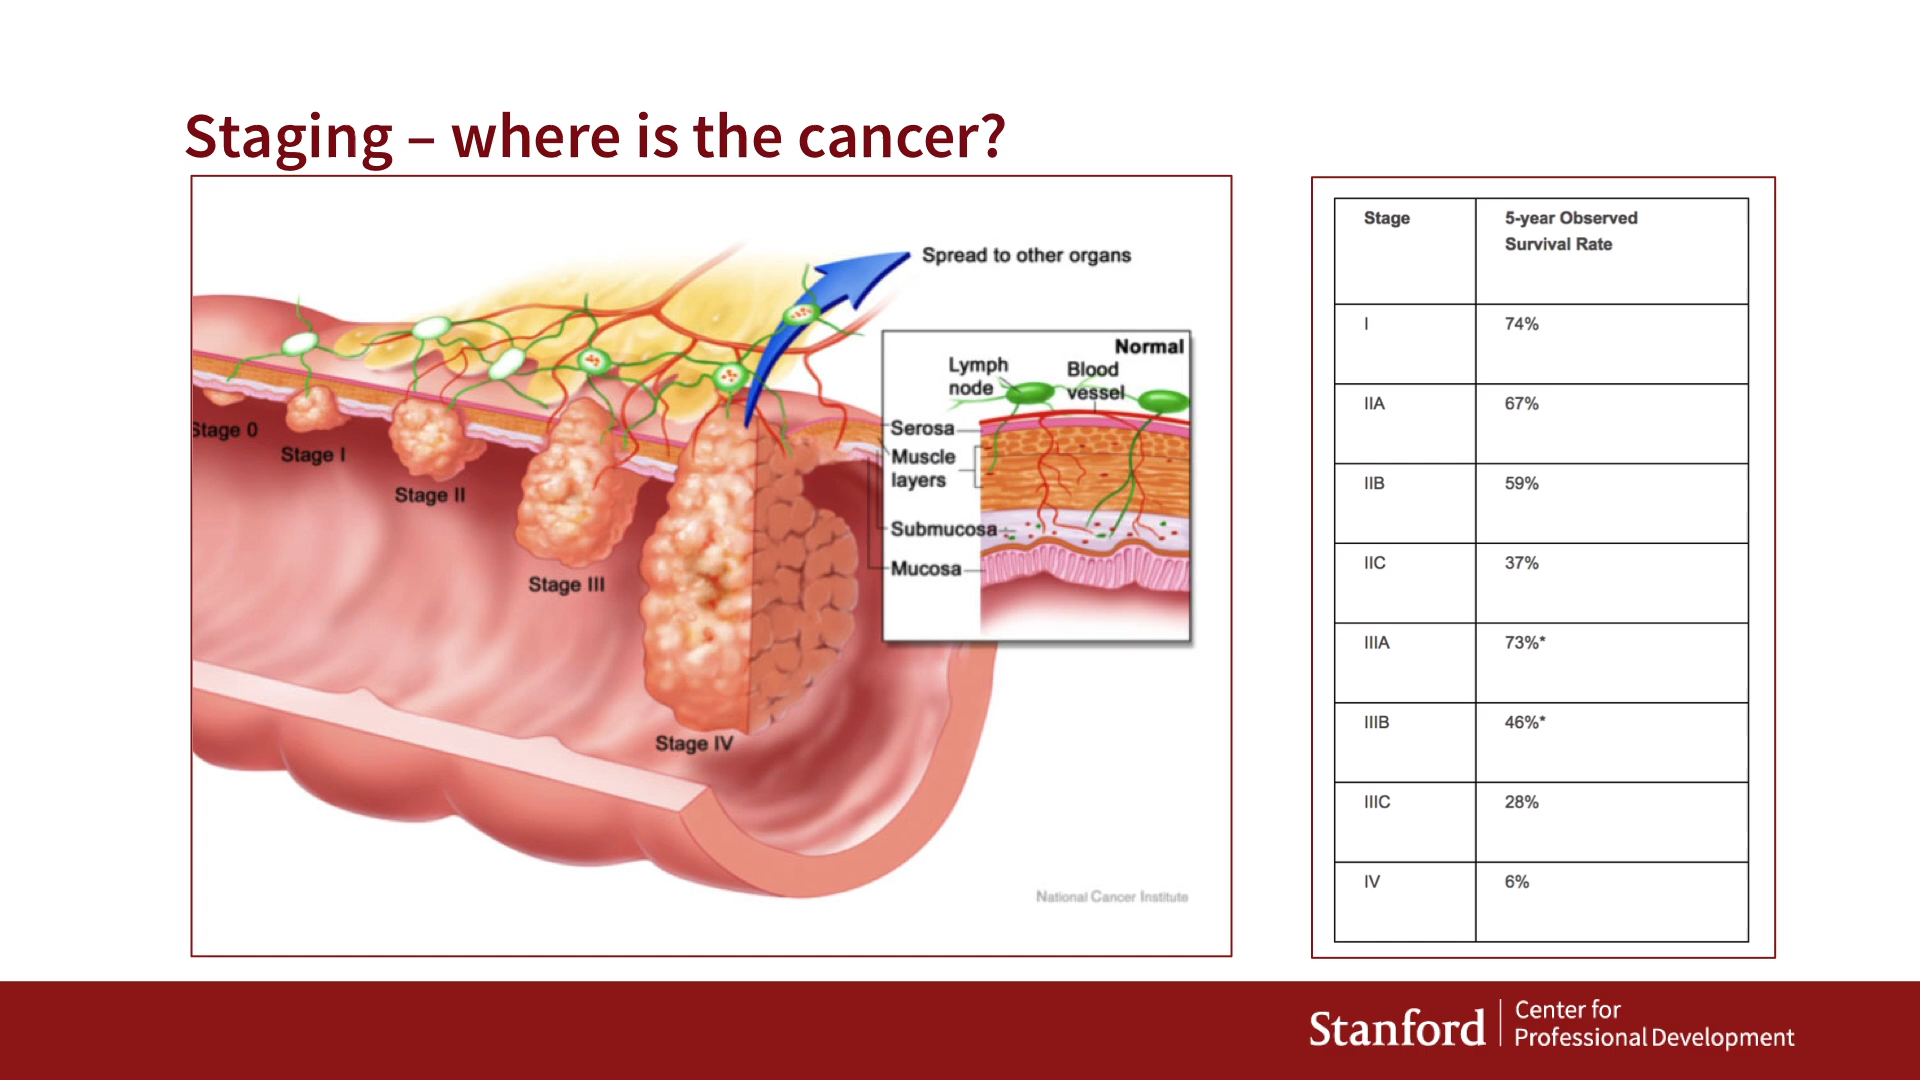 Staging – where is the cancer?
Spread to other organs
Normal
Lymph
node
Blood
vessel
Serosa
Muscle
layers
Submucosa
Mucosa
Stage 0
Stage I
Stage II
Stage III
Stage IV
National Cancer Institute
Stage 5-year Observed
Survival Rate
I 74%
IIA 67%
IIB 59%
IIC 37%
IIIA 73%*
IIIB 46%*
IIIC 28%
IV 6%
Stanford
Center for
Professional Development